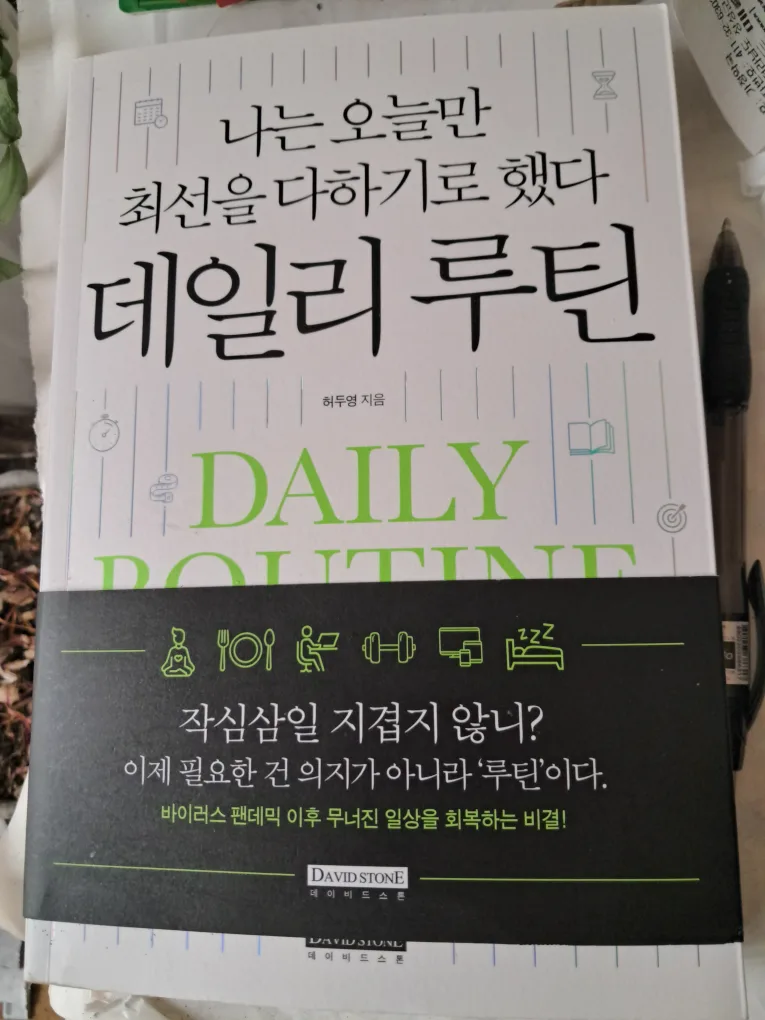 나는 오늘만
최선을 다하기로 했다
데일리 루틴
허두영 지음
DAILY
ROUTINE
zzz
작심삼일 지겹지 않니?
이제 필요한 건 의지가 아니라 '루틴'이다.
바이러스 팬데믹 이후 무너진 일상을 회복하는 비결!
DAVID STONE
데이비드스톤
DAVID STONE
데이비드스톤